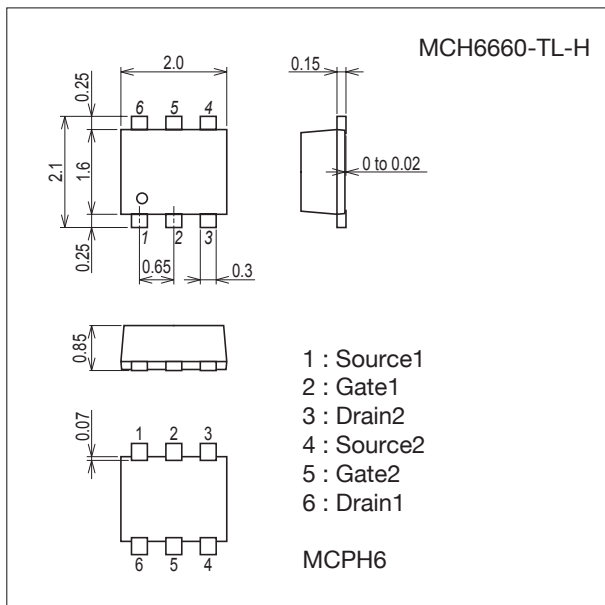 MCH6660-TL-H
2.0
0.15
0.25
6 5 4
2.1
1.6
0 to 0.02
1 2 3
0.25
0.65
0.3
0.85
1 : Source1
2 : Gate1
3 : Drain2
4 : Source2
5 : Gate2
6 : Drain1
0.07
1 2 3
6 5 4
MCPH6